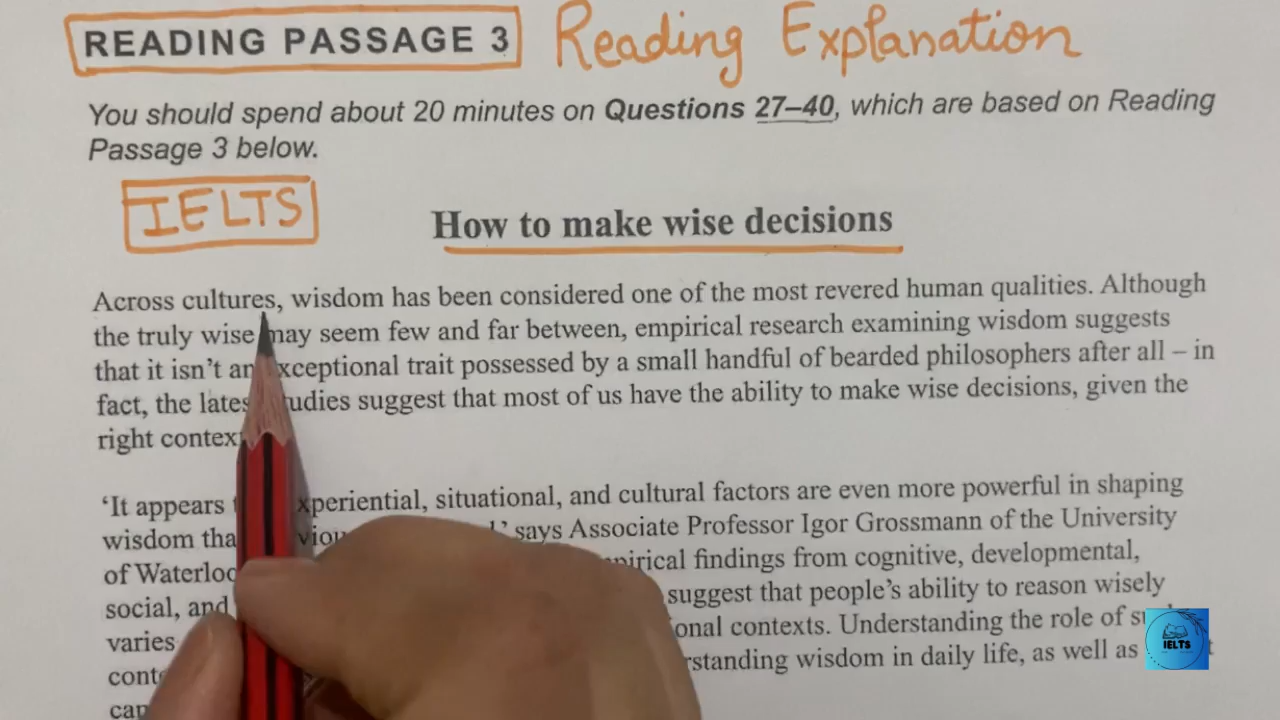 READING PASSAGE 3 Reading Explanation
You should spend about 20 minutes on Questions 27–40, which are based on Reading
Passage 3 below.
IELTS
How to make wise decisions
Across cultures, wisdom has been considered one of the most revered human qualities. Although
the truly wise may seem few and far between, empirical research examining wisdom suggests
that it isn't an exceptional trait possessed by a small handful of bearded philosophers after all – in
fact, the latest studies suggest that most of us have the ability to make wise decisions, given the
right context
'It appears experiential, situational, and cultural factors are even more powerful in shaping
wisdom says Associate Professor Igor Grossmann of the University
of Waterloo empirical findings from cognitive, developmental,
social, and suggest that people's ability to reason wisely
varies contexts. Understanding the role of
wisdom in daily life, as well as
IELTS